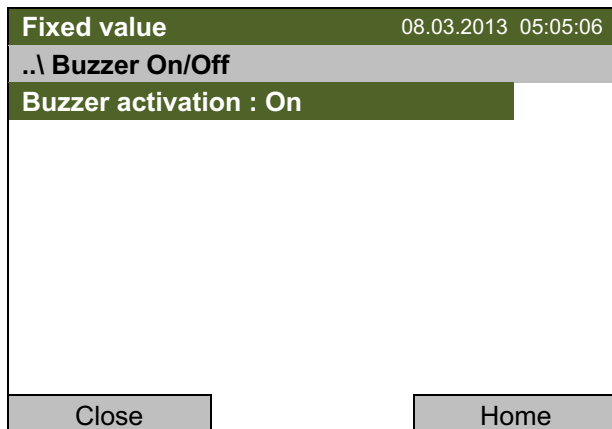 Fixed value 08.03.2013 05:05:06
..\ Buzzer On/Off
Buzzer activation : On
Close Home